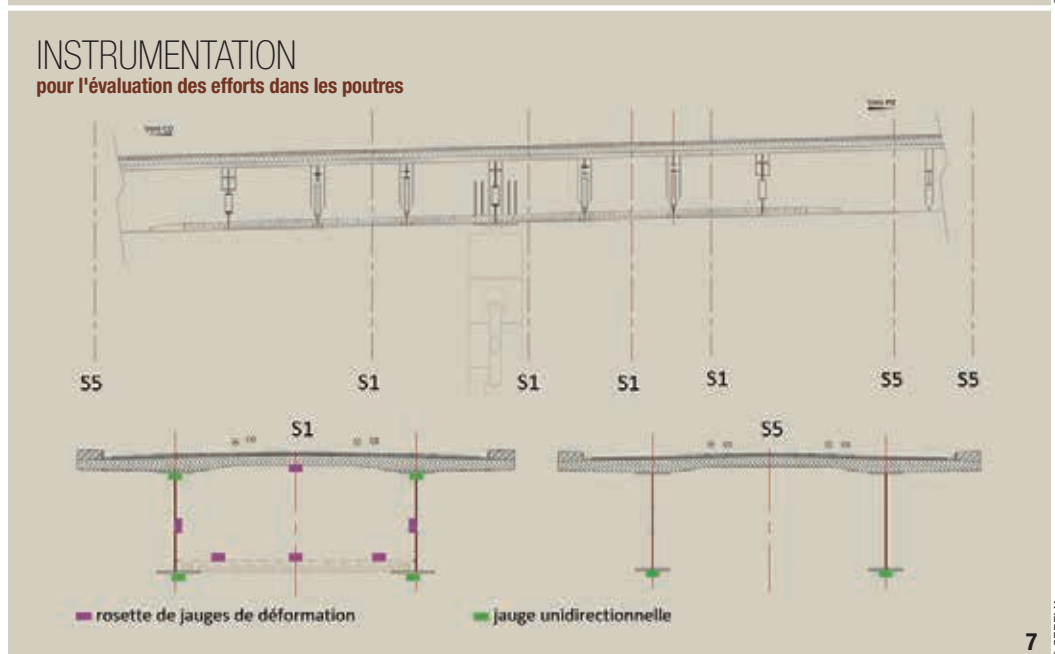 INSTRUMENTATION
pour l'évaluation des efforts dans les poutres
S5
S1
S1
S1
S1
S5
S5
S1
S5
rosette de jauges de déformation
jauge unidirectionnelle
7